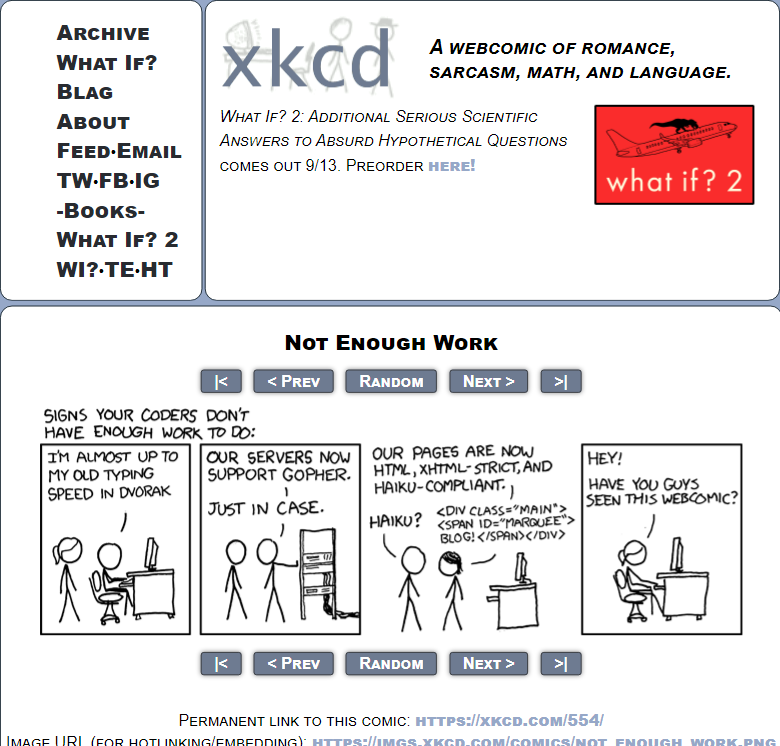 Archive
What If?
Blag
About
Feed·Email
TW·FB·IG
-Books-
What If? 2
WI?·TE·HT
xkcd
A webcomic of romance,
sarcasm, math, and language.
What If? 2: Additional Serious Scientific
Answers to Absurd Hypothetical Questions
comes out 9/13. Preorder here!
what if? 2
Not Enough Work
|< < Prev Random Next > >|
SIGNS YOUR CODERS DON'T
HAVE ENOUGH WORK TO DO:
I'M ALMOST UP TO
MY OLD TYPING
SPEED IN DVORAK
OUR SERVERS NOW
SUPPORT GOPHER.
JUST IN CASE.
OUR PAGES ARE NOW
HTML, XHTML-STRICT, AND
HAIKU-COMPLIANT.
HAIKU?
<DIV CLASS="MAIN">
<SPAN ID="MARQUEE">
BLOG!</SPAN></DIV>
HEY!
HAVE YOU GUYS
SEEN THIS WEBCOMIC?
|< < Prev Random Next > >|
Permanent link to this comic: https://xkcd.com/554/
Image URL (for hotlinking/embedding): https://imgs.xkcd.com/comics/not_enough_work.png